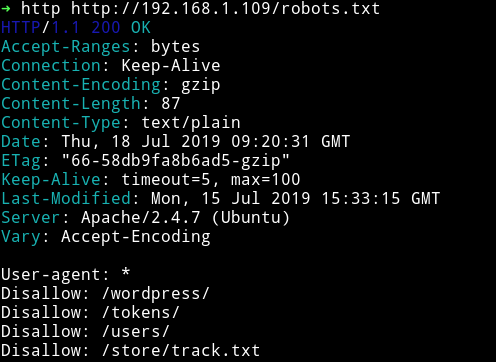 ➜ http http://192.168.1.109/robots.txt
HTTP/1.1 200 OK
Accept-Ranges: bytes
Connection: Keep-Alive
Content-Encoding: gzip
Content-Length: 87
Content-Type: text/plain
Date: Thu, 18 Jul 2019 09:20:31 GMT
ETag: "66-58db9fa8b6ad5-gzip"
Keep-Alive: timeout=5, max=100
Last-Modified: Mon, 15 Jul 2019 15:33:15 GMT
Server: Apache/2.4.7 (Ubuntu)
Vary: Accept-Encoding
User-agent: *
Disallow: /wordpress/
Disallow: /tokens/
Disallow: /users/
Disallow: /store/track.txt